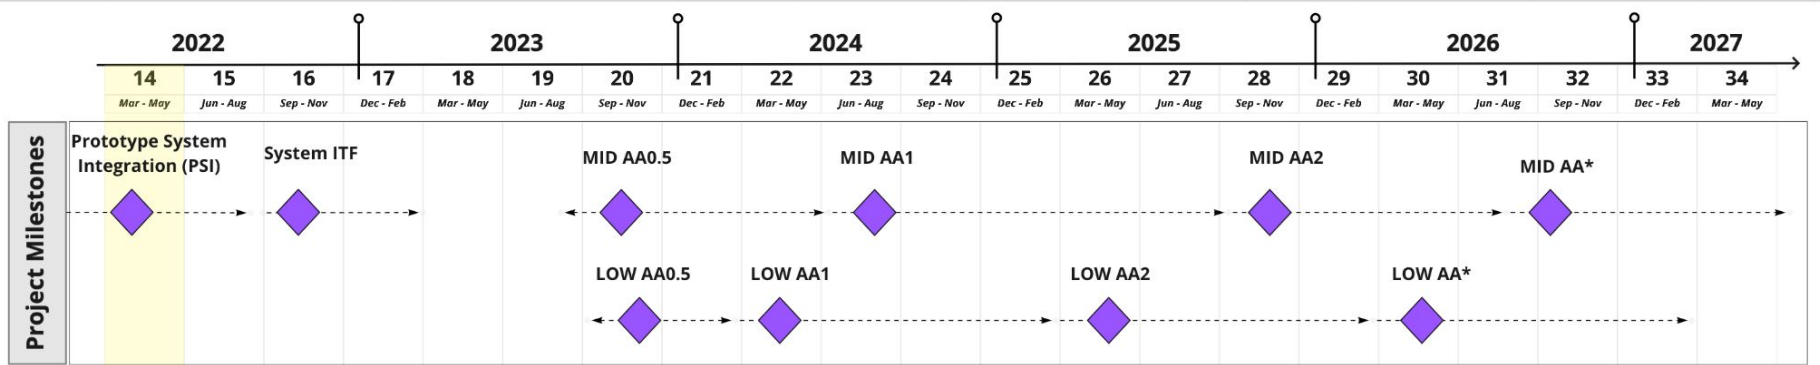 2022 2023 2024 2025 2026 2027
14 15 16 17 18 19 20 21 22 23 24 25 26 27 28 29 30 31 32 33 34
Mar - May Jun - Aug Sep - Nov Dec - Feb Mar - May Jun - Aug Sep - Nov Dec - Feb Mar - May Jun - Aug Sep - Nov Dec - Feb Mar - May Jun - Aug Sep - Nov Dec - Feb Mar - May Jun - Aug Sep - Nov Dec - Feb Mar - May
Project Milestones
Prototype System
Integration (PSI)
System ITF
MID AA0.5
MID AA1
MID AA2
MID AA*
LOW AA0.5
LOW AA1
LOW AA2
LOW AA*